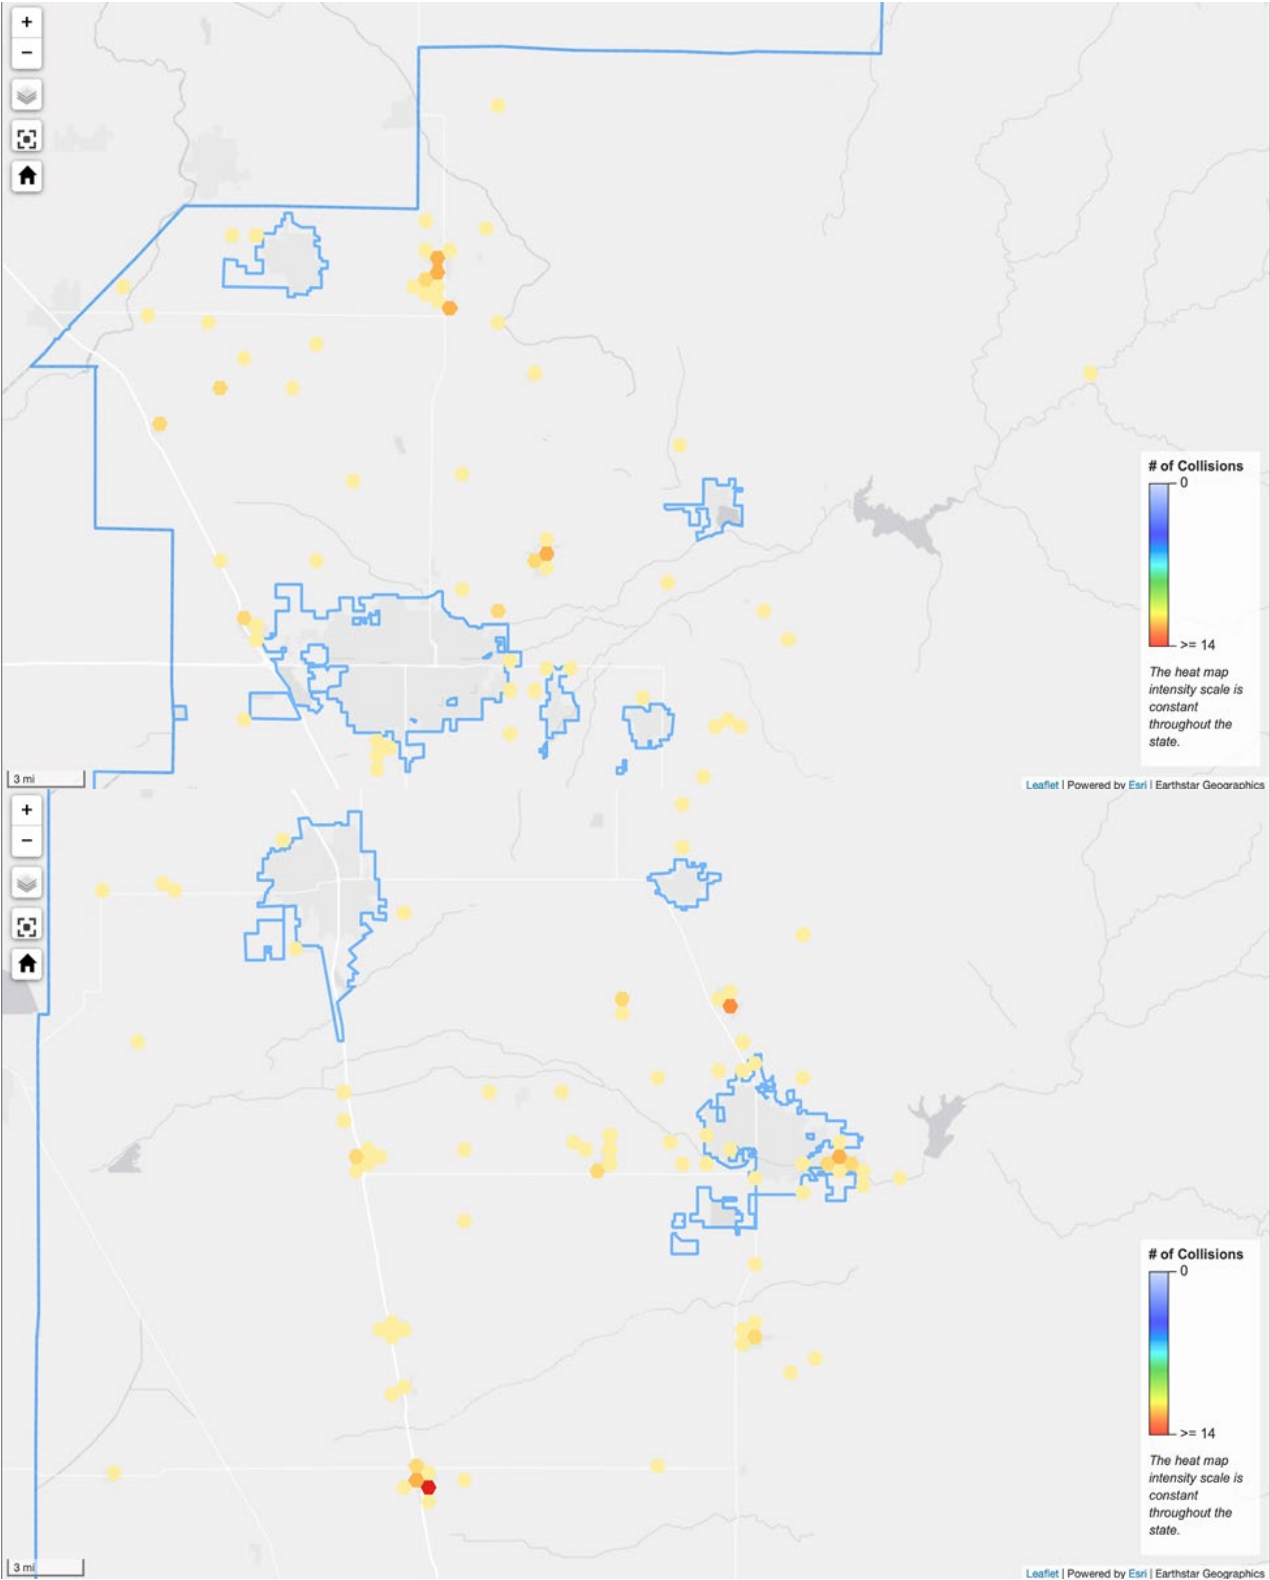 +
−
# of Collisions
0
>= 14
The heat map
intensity scale is
constant
throughout the
state.
3 mi
Leaflet | Powered by Esri | Earthstar Geographics
+
−
# of Collisions
0
>= 14
The heat map
intensity scale is
constant
throughout the
state.
3 mi
Leaflet | Powered by Esri | Earthstar Geographics